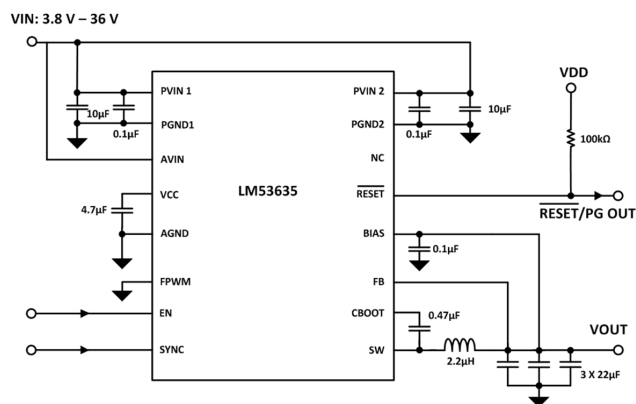 VIN: 3.8 V – 36 V
VDD
PVIN 1
PVIN 2
10µF
0.1µF
0.1µF
10µF
100kΩ
PGND1
PGND2
AVIN
NC
LM53635
VCC
RESET
4.7µF
RESET/PG OUT
AGND
BIAS
0.1µF
FPWM
FB
EN
CBOOT
0.47µF
VOUT
SYNC
SW
2.2µH
3 X 22µF